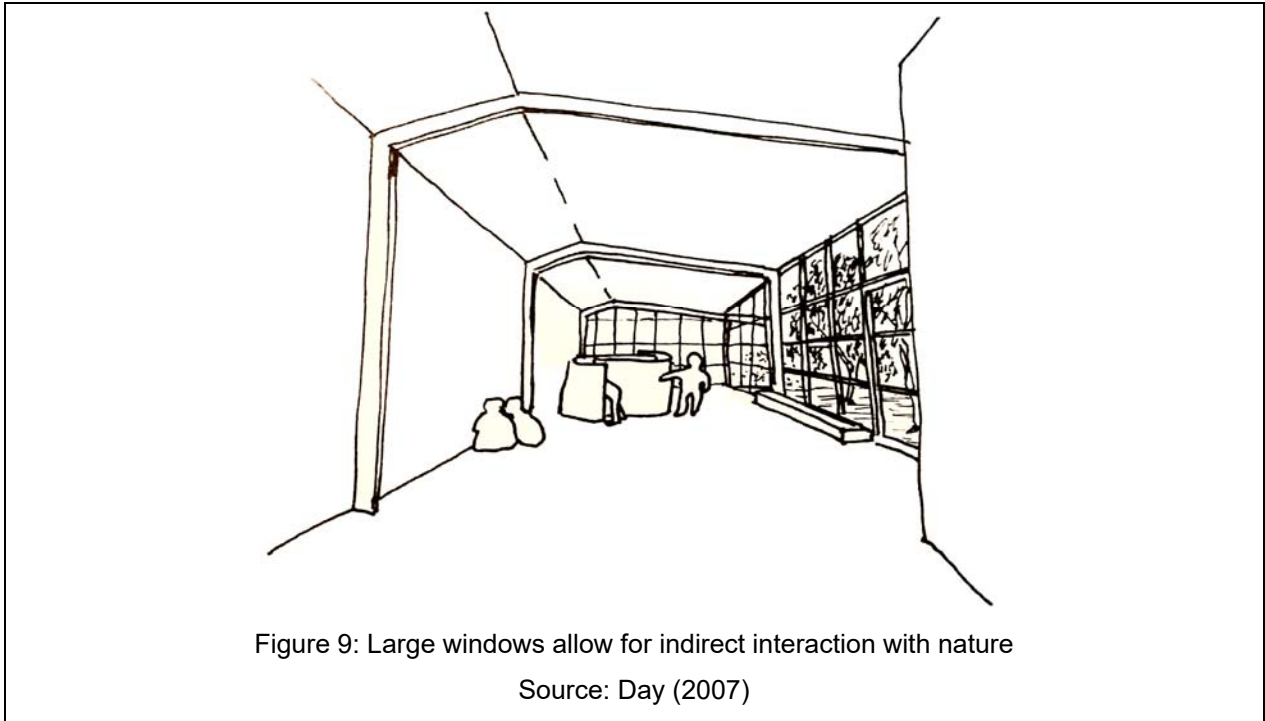 Figure 9: Large windows allow for indirect interaction with nature
Source: Day (2007)